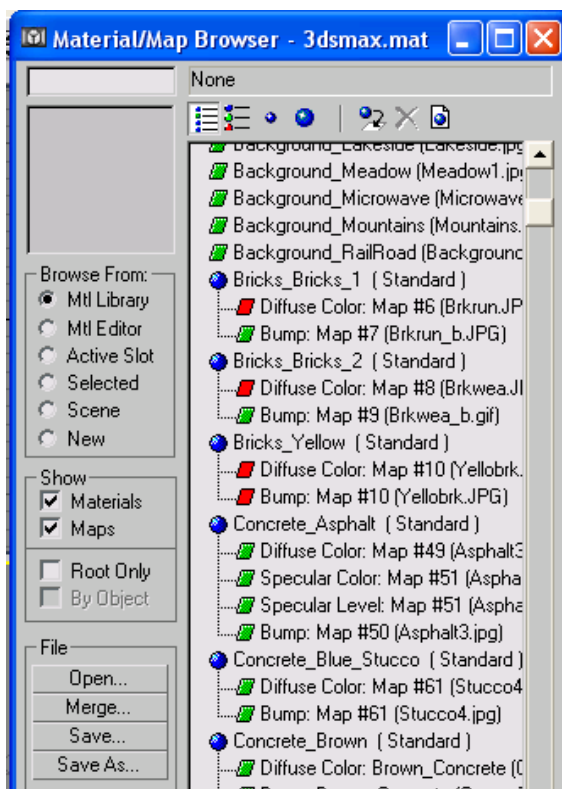 Material/Map Browser - 3dsmax.mat
None
Background_Lakeside (Lakeside.jpg
Background_Meadow (Meadow1.jp
Background_Microwave (Microwave
Background_Mountains (Mountains.
Background_RailRoad (Background
Bricks_Bricks_1 ( Standard )
Diffuse Color: Map #6 (Brkrun.JP
Bump: Map #7 (Brkrun_b.JPG)
Bricks_Bricks_2 ( Standard )
Diffuse Color: Map #8 (Brkwea.JI
Bump: Map #9 (Brkwea_b.gif)
Bricks_Yellow ( Standard )
Diffuse Color: Map #10 (Yellobrk.
Bump: Map #10 (Yellobrk.JPG)
Concrete_Asphalt ( Standard )
Diffuse Color: Map #49 (Asphalt3
Specular Color: Map #51 (Aspha
Specular Level: Map #51 (Aspha
Bump: Map #50 (Asphalt3.jpg)
Concrete_Blue_Stucco ( Standard )
Diffuse Color: Map #61 (Stucco4
Bump: Map #61 (Stucco4.jpg)
Concrete_Brown ( Standard )
Diffuse Color: Brown_Concrete (C
Browse From:
Mtl Library
Mtl Editor
Active Slot
Selected
Scene
New
Show
Materials
Maps
Root Only
By Object
File
Open...
Merge...
Save...
Save As...